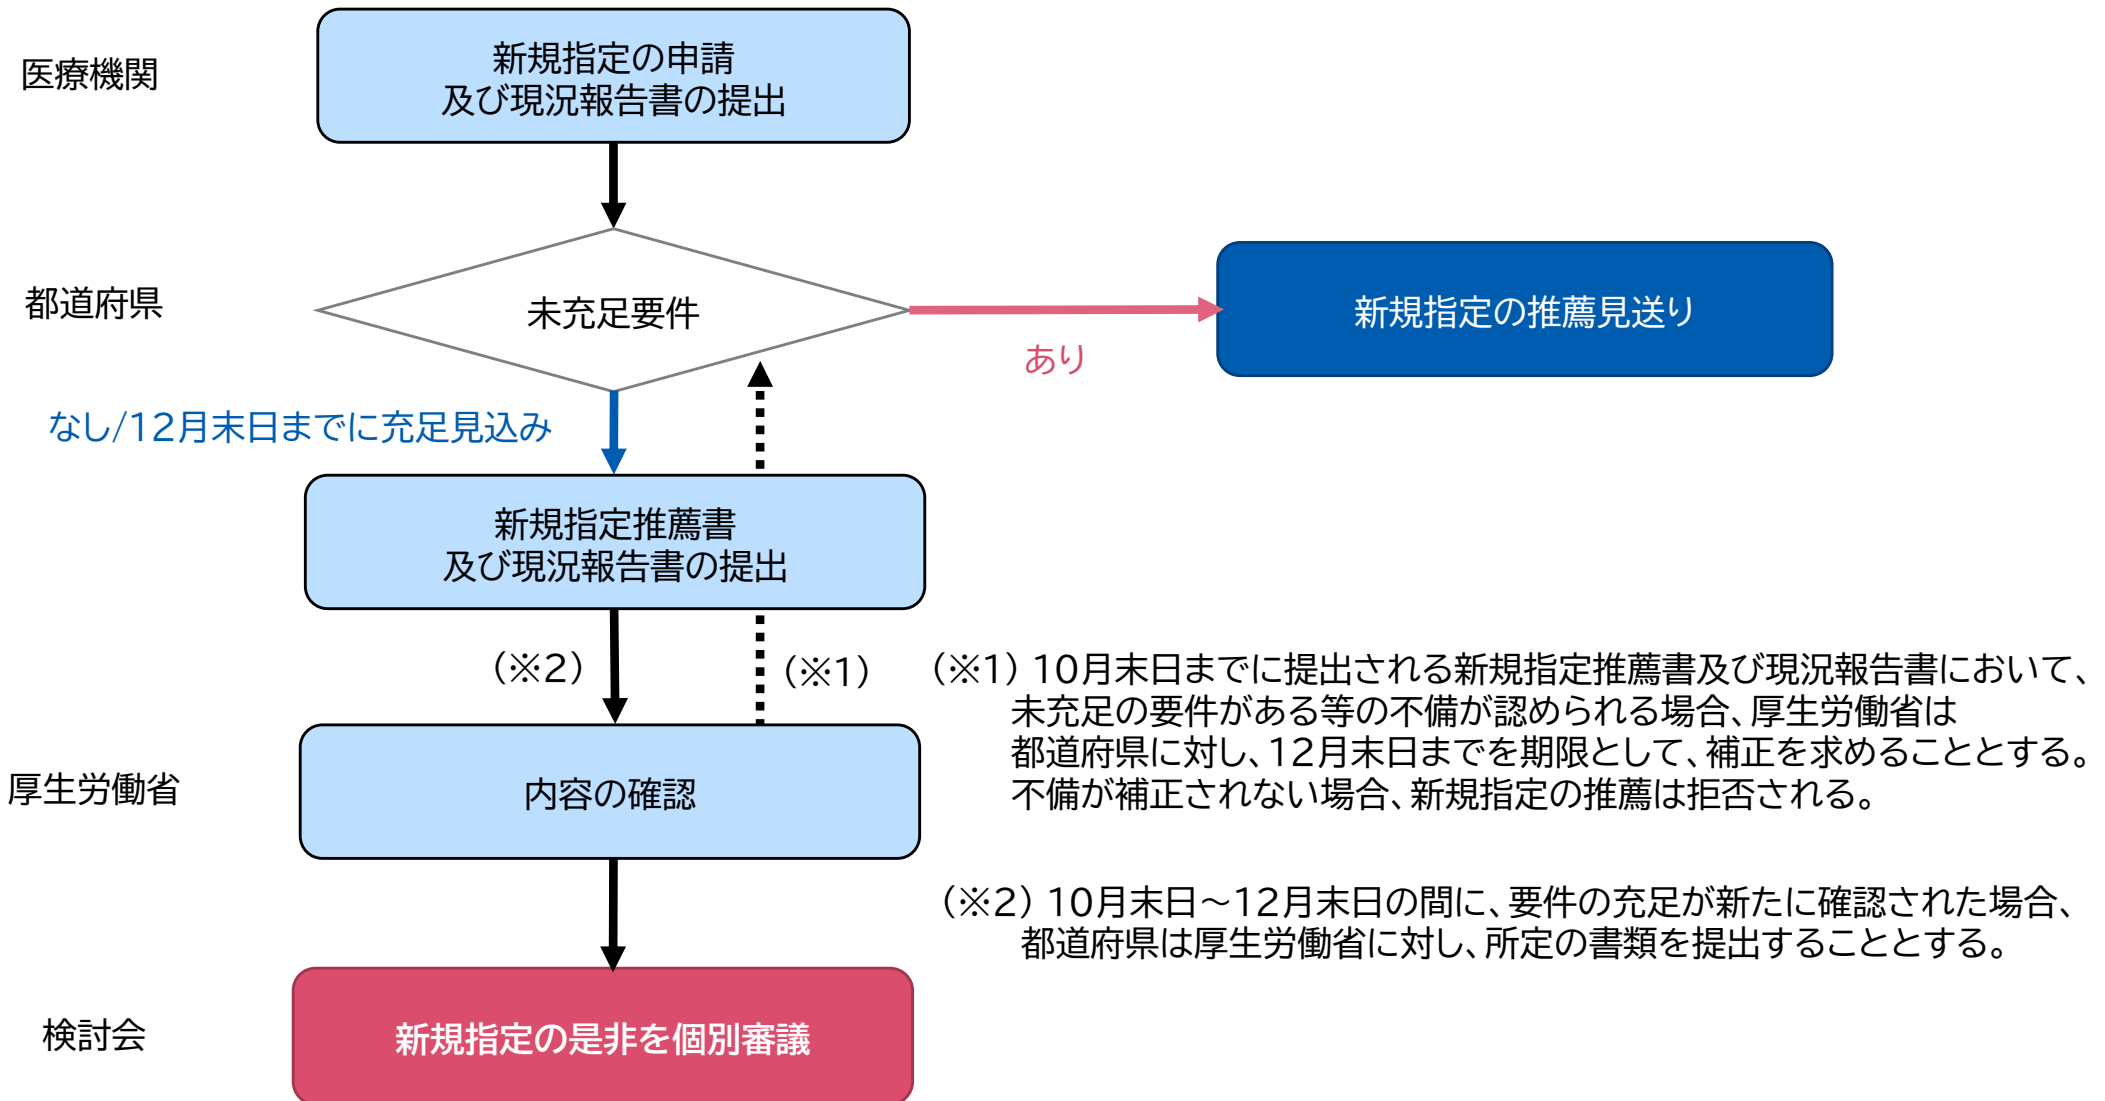 医療機関
新規指定の申請
及び現況報告書の提出
都道府県
未充足要件
あり
新規指定の推薦見送り
なし/12月末日までに充足見込み
新規指定推薦書
及び現況報告書の提出
(※2)
(※1)
(※1) 10月末日までに提出される新規指定推薦書及び現況報告書において、
未充足の要件がある等の不備が認められる場合、厚生労働省は
都道府県に対し、12月末日までを期限として、補正を求めることとする。
不備が補正されない場合、新規指定の推薦は拒否される。
厚生労働省
内容の確認
(※2) 10月末日～12月末日の間に、要件の充足が新たに確認された場合、
都道府県は厚生労働省に対し、所定の書類を提出することとする。
検討会
新規指定の是非を個別審議